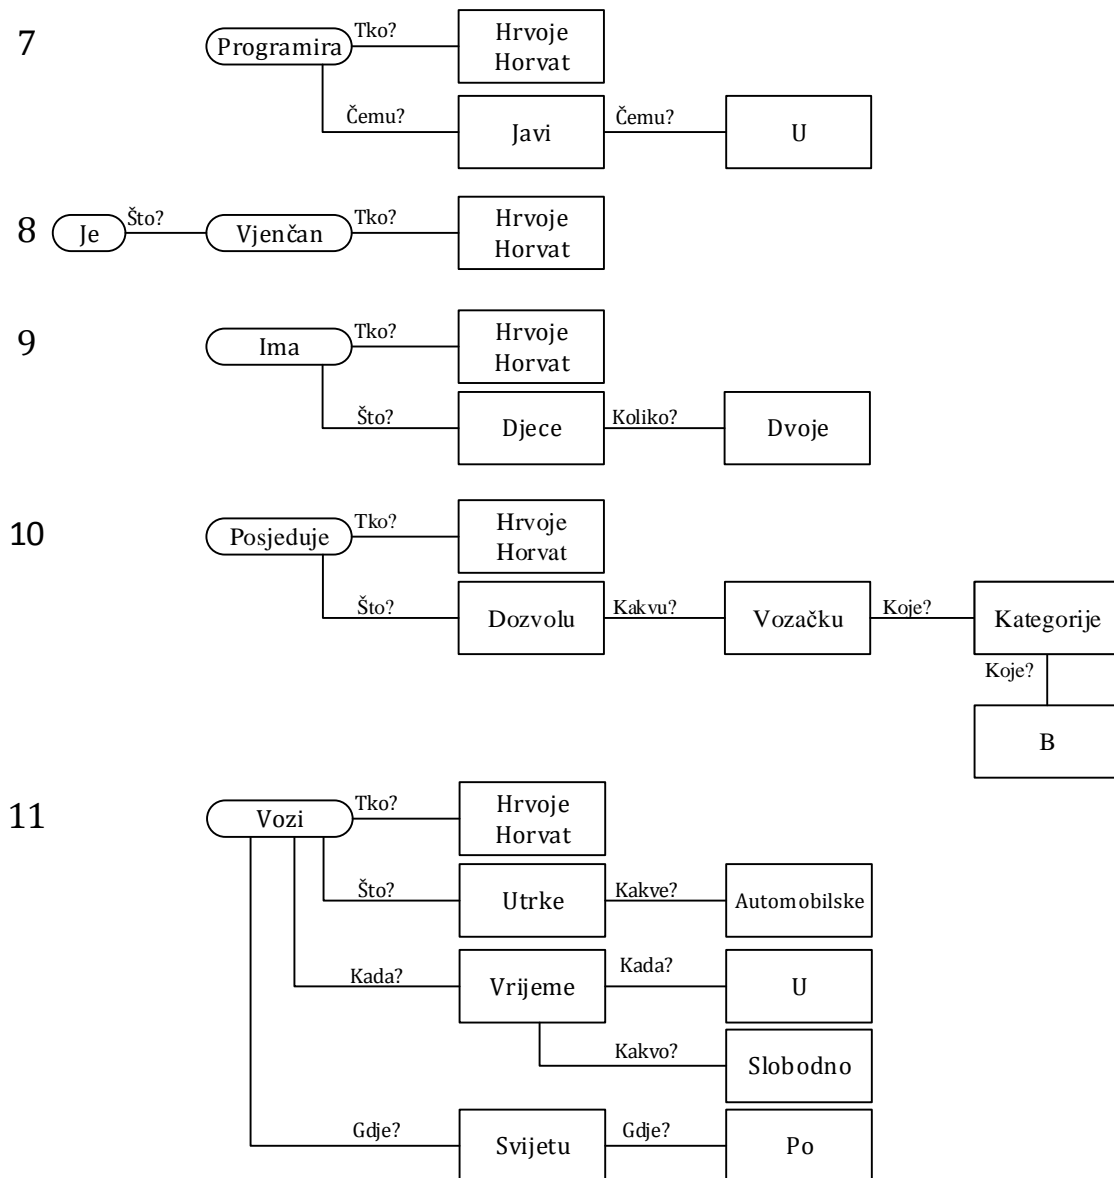 7
Programira
Tko?
Hrvoje
Horvat
Čemu?
Javi
Čemu?
U
8
Je
Što?
Vjenčan
Tko?
Hrvoje
Horvat
9
Ima
Tko?
Hrvoje
Horvat
Što?
Djece
Koliko?
Dvoje
10
Posjeduje
Tko?
Hrvoje
Horvat
Što?
Dozvolu
Kakvu?
Vozačku
Koje?
Kategorije
Koje?
B
11
Vozi
Tko?
Hrvoje
Horvat
Što?
Utrke
Kakve?
Automobilske
Kada?
Vrijeme
Kada?
U
Kakvo?
Slobodno
Gdje?
Svijetu
Gdje?
Po